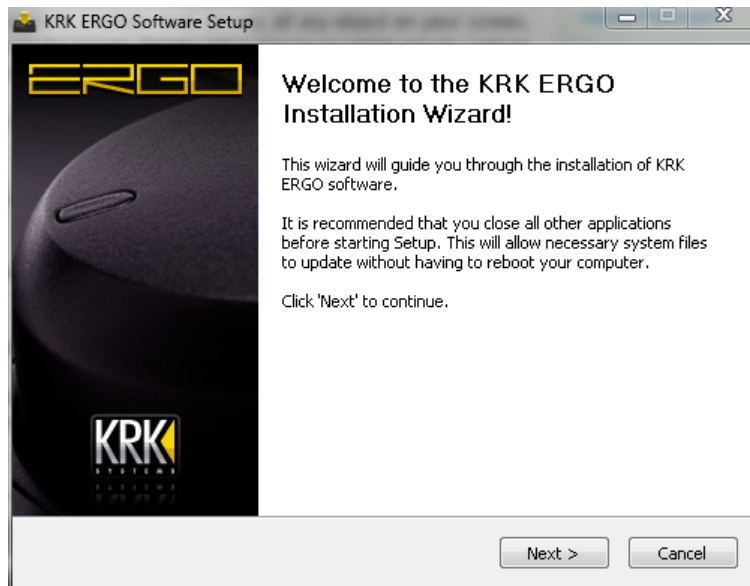 KRK ERGO Software Setup
ERGO
Welcome to the KRK ERGO
Installation Wizard!
This wizard will guide you through the installation of KRK
ERGO software.
It is recommended that you close all other applications
before starting Setup. This will allow necessary system files
to update without having to reboot your computer.
Click 'Next' to continue.
KRK
SYSTEMS
Next >
Cancel